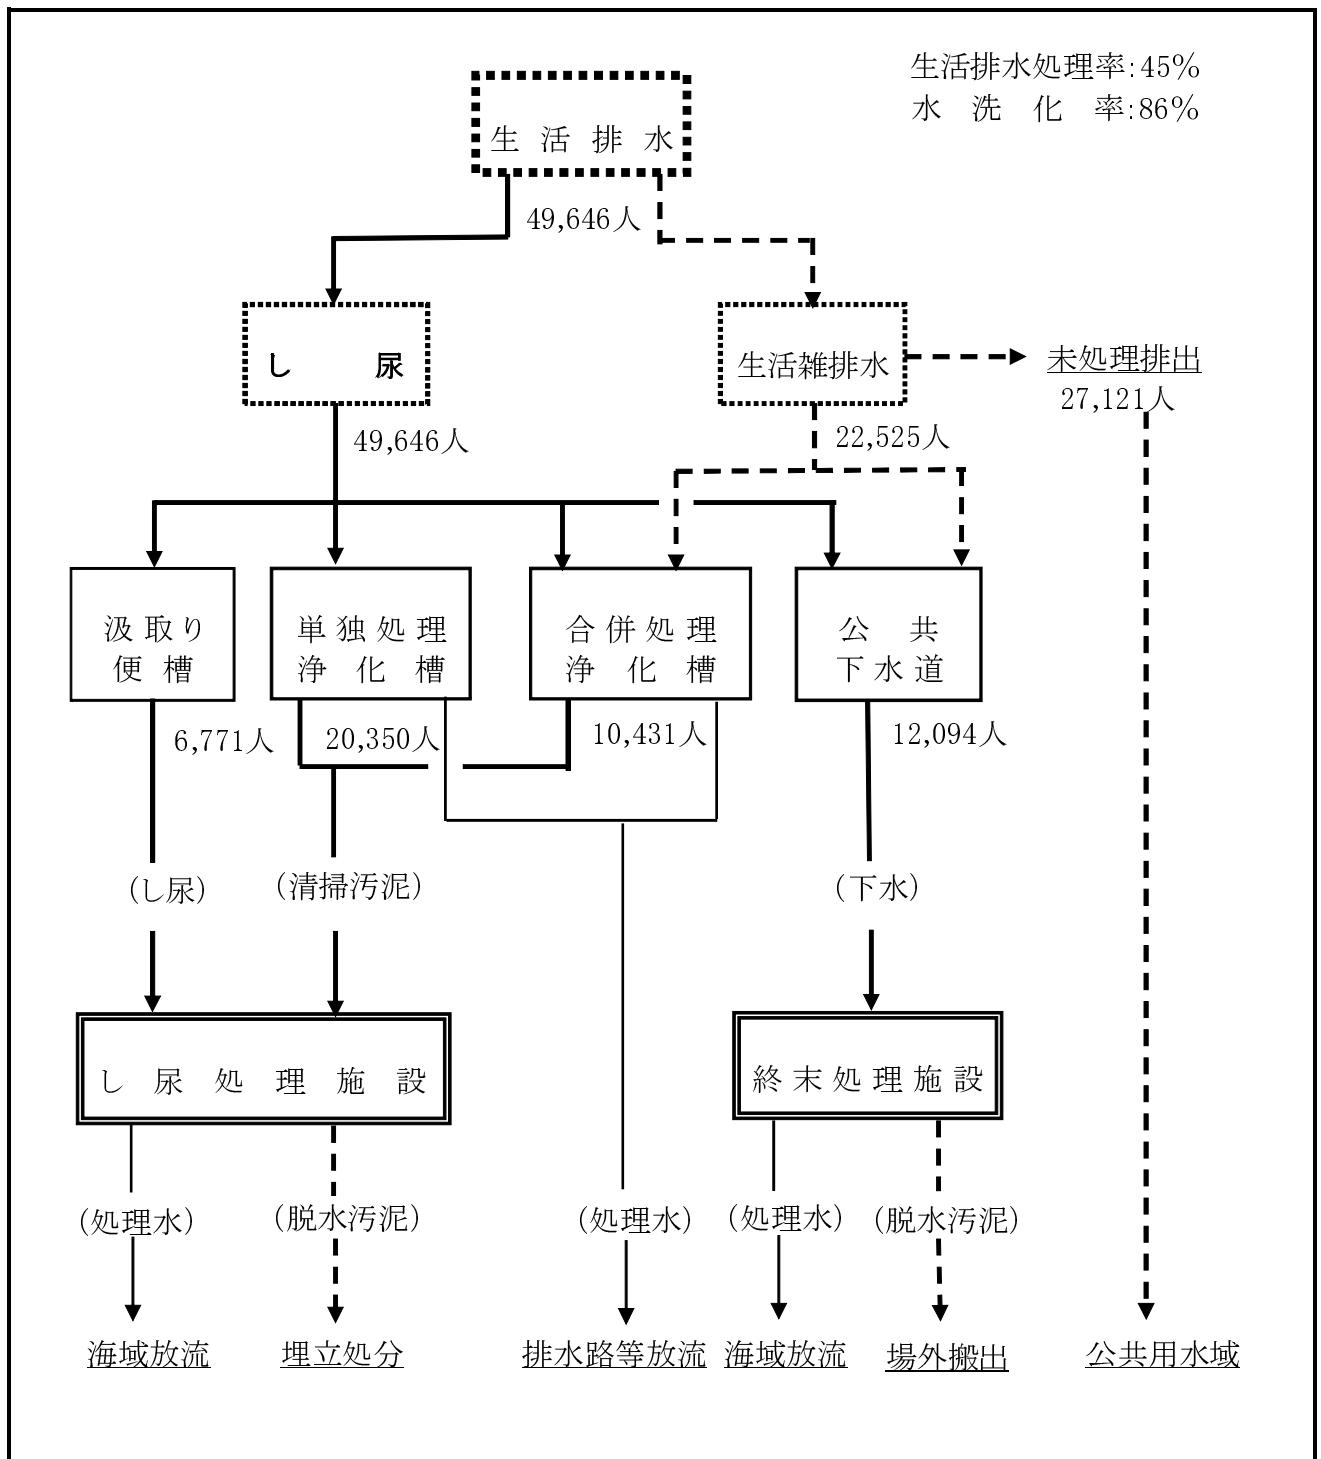 生活排水処理率:45%
水洗化率:86%
生活排水
49,646人
し尿
生活雑排水
未処理排出
27,121人
49,646人
22,525人
汲取り
便槽
単独処理
浄化槽
合併処理
浄化槽
公共
下水道
6,771人
20,350人
10,431人
12,094人
(し尿)
(清掃汚泥)
(下水)
し尿処理施設
終末処理施設
(処理水)
(脱水汚泥)
(処理水)
(処理水)
(脱水汚泥)
海域放流
埋立処分
排水路等放流
海域放流
場外搬出
公共用水域